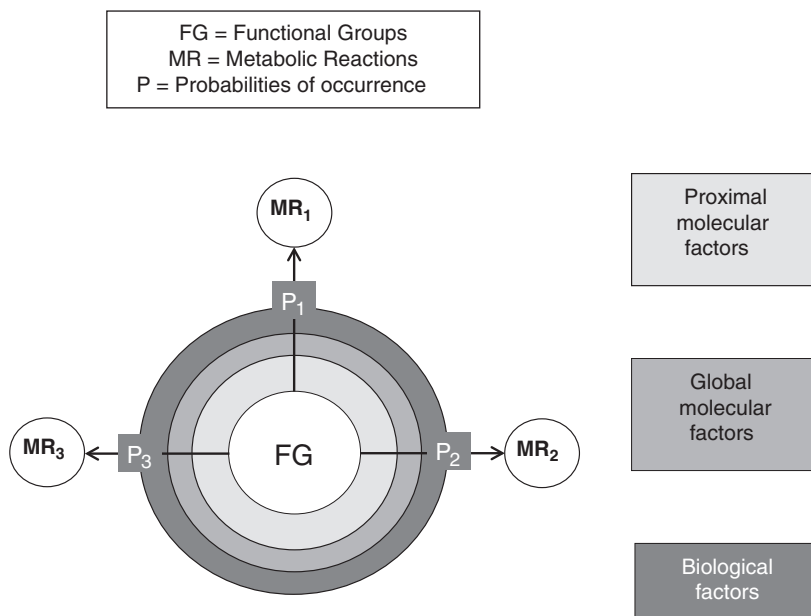 FG = Functional Groups
MR = Metabolic Reactions
P = Probabilities of occurrence
MR₁
P₁
MR₃
P₃
FG
P₂
MR₂
Proximal
molecular
factors
Global
molecular
factors
Biological
factors